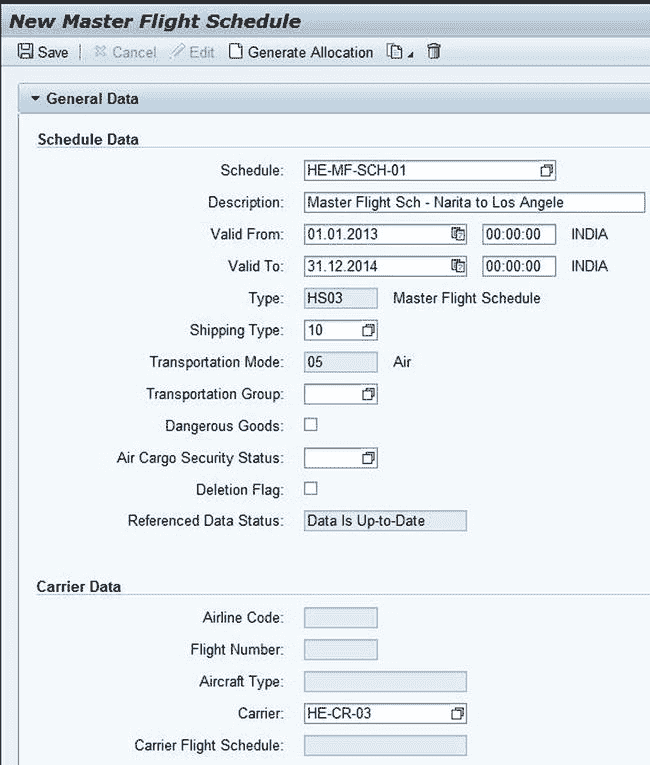 New Master Flight Schedule
Save | Cancel Edit Generate Allocation
General Data
Schedule Data
Schedule: HE-MF-SCH-01
Description: Master Flight Sch - Narita to Los Angele
Valid From: 01.01.2013 00:00:00 INDIA
Valid To: 31.12.2014 00:00:00 INDIA
Type: HS03 Master Flight Schedule
Shipping Type: 10
Transportation Mode: 05 Air
Transportation Group:
Dangerous Goods:
Air Cargo Security Status:
Deletion Flag:
Referenced Data Status: Data Is Up-to-Date
Carrier Data
Airline Code:
Flight Number:
Aircraft Type:
Carrier: HE-CR-03
Carrier Flight Schedule: